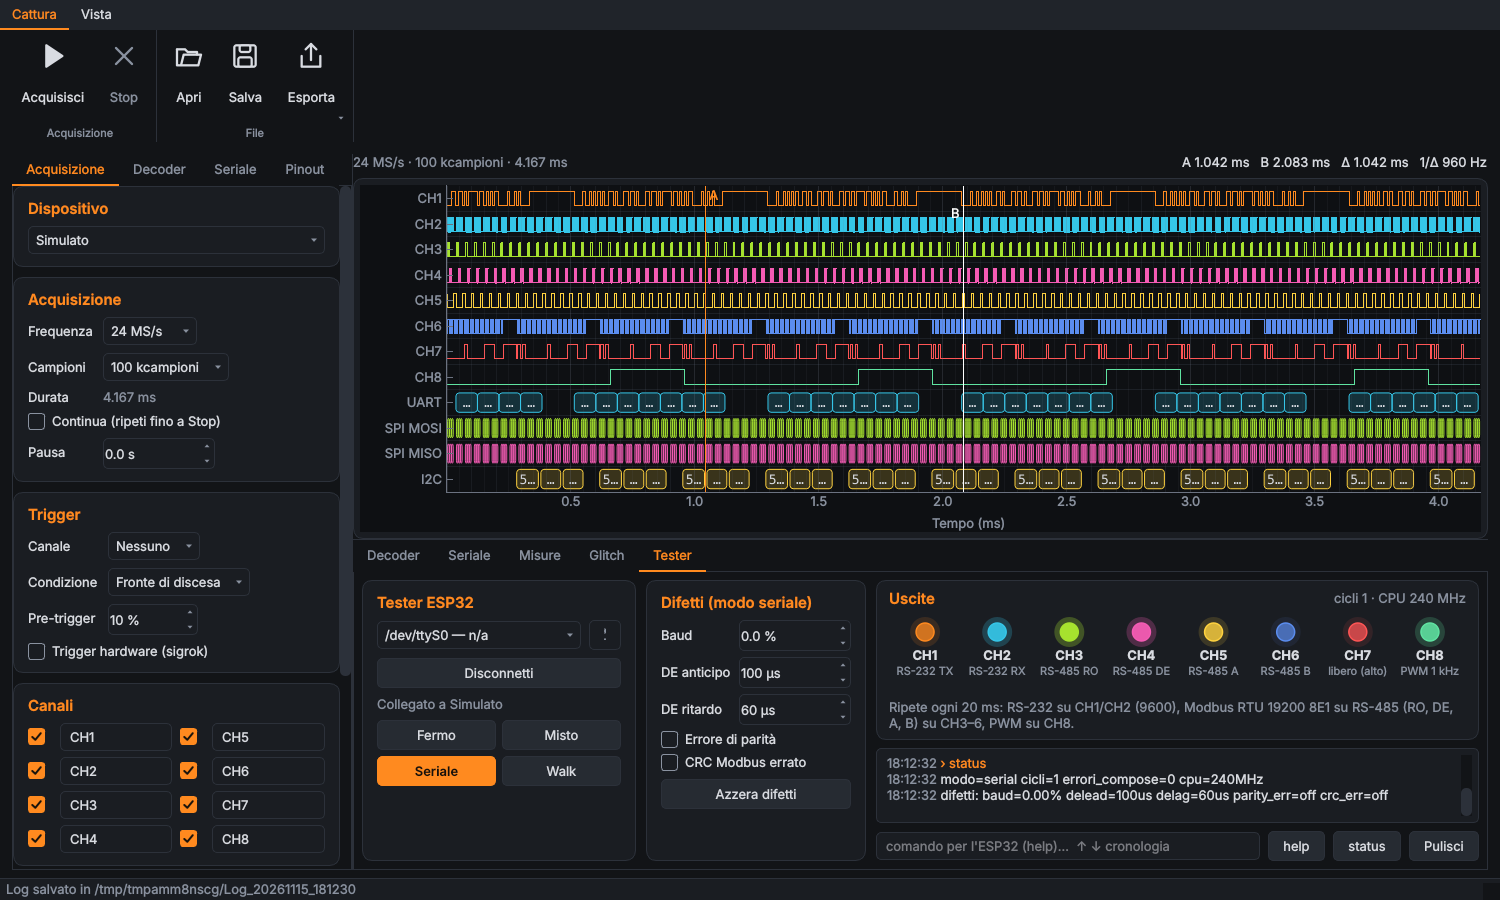 Cattura Vista
Acquisisci Stop Apri Salva Esporta
Acquisizione File
Acquisizione Decoder Seriale Pinout
24 MS/s · 100 kcampioni · 4.167 ms
A 1.042 ms B 2.083 ms Δ 1.042 ms 1/Δ 960 Hz
Dispositivo
Simulato
Acquisizione
Frequenza 24 MS/s
Campioni 100 kcampioni
Durata 4.167 ms
Continua (ripeti fino a Stop)
Pausa 0.0 s
Trigger
Canale Nessuno
Condizione Fronte di discesa
Pre-trigger 10 %
Trigger hardware (sigrok)
Canali
CH1 CH5
CH2 CH6
CH3 CH7
CH4 CH8
CH1 A
B
CH2
CH3
CH4
CH5
CH6
CH7
CH8
UART ... ... ... ... ... ... ... ... ... ... ... ... ... ... ... ... ... ... ... ... ... ... ... ... ... ... ... ... ... ... ... ... ... ... ... ... ... ...
SPI MOSI
SPI MISO
I2C 5... ... ... 5... ... ... 5... ... ... 5... ... ... 5... ... ... 5... ... ... 5... ... ... 5... ... ... 5... ... ... 5... ... ... 5... ... ... 5... ...
0.5 1.0 1.5 2.0 2.5 3.0 3.5 4.0
Tempo (ms)
Decoder Seriale Misure Glitch Tester
Tester ESP32
/dev/ttyS0 — n/a !
Disconnetti
Collegato a Simulato
Fermo Misto
Seriale Walk
Difetti (modo seriale)
Baud 0.0 %
DE anticipo 100 µs
DE ritardo 60 µs
Errore di parità
CRC Modbus errato
Azzera difetti
Uscite cicli 1 · CPU 240 MHz
CH1 CH2 CH3 CH4 CH5 CH6 CH7 CH8
RS-232 TX RS-232 RX RS-485 RO RS-485 DE RS-485 A RS-485 B libero (alto) PWM 1 kHz
Ripete ogni 20 ms: RS-232 su CH1/CH2 (9600), Modbus RTU 19200 8E1 su RS-485 (RO, DE,
A, B) su CH3–6, PWM su CH8.
18:12:32 › status
18:12:32 modo=serial cicli=1 errori_compose=0 cpu=240MHz
18:12:32 difetti: baud=0.00% delead=100us delag=60us parity_err=off crc_err=off
comando per l'ESP32 (help)... ↑ ↓ cronologia help status Pulisci
Log salvato in /tmp/tmpamm8nscg/Log_20261115_181230